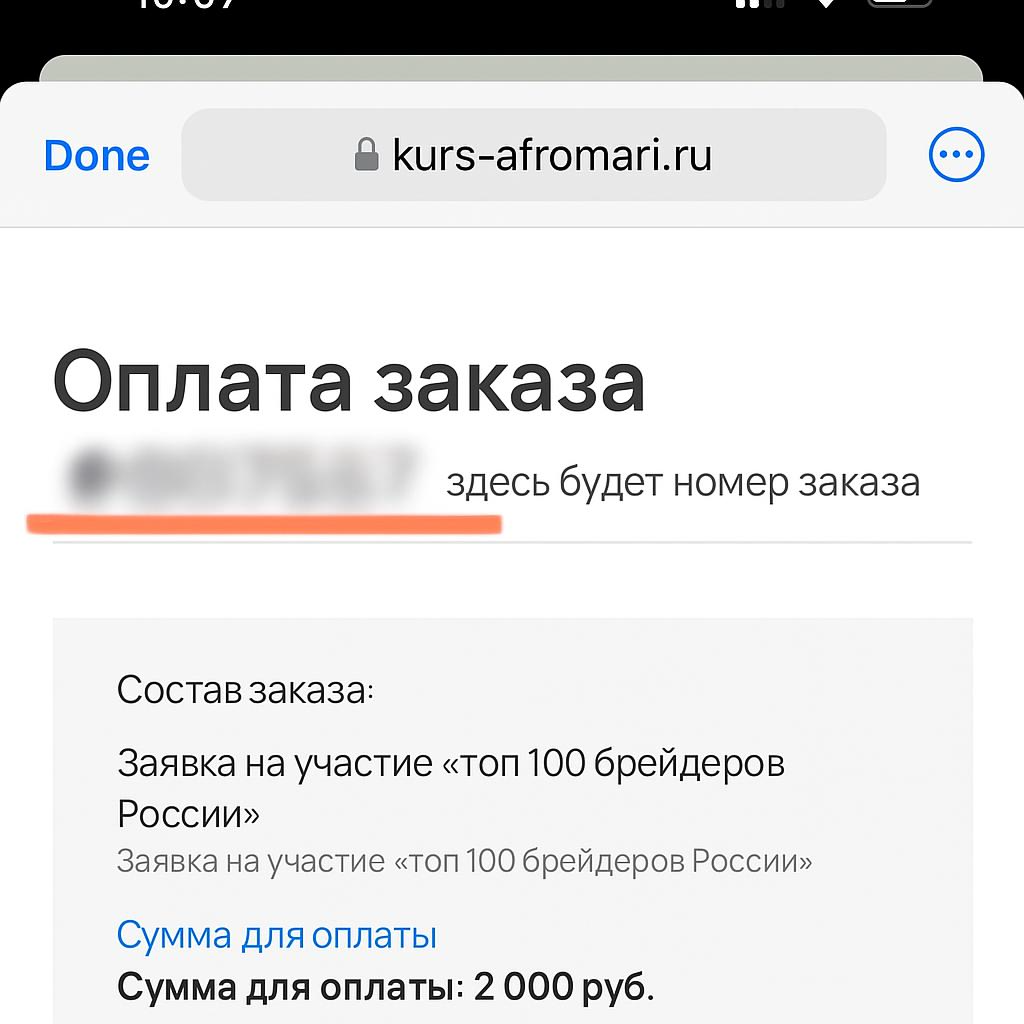 Done
kurs-afromari.ru
Оплата заказа
здесь будет номер заказа
Состав заказа:
Заявка на участие «топ 100 брейдеров
России»
Заявка на участие «топ 100 брейдеров России»
Сумма для оплаты
Сумма для оплаты: 2 000 руб.